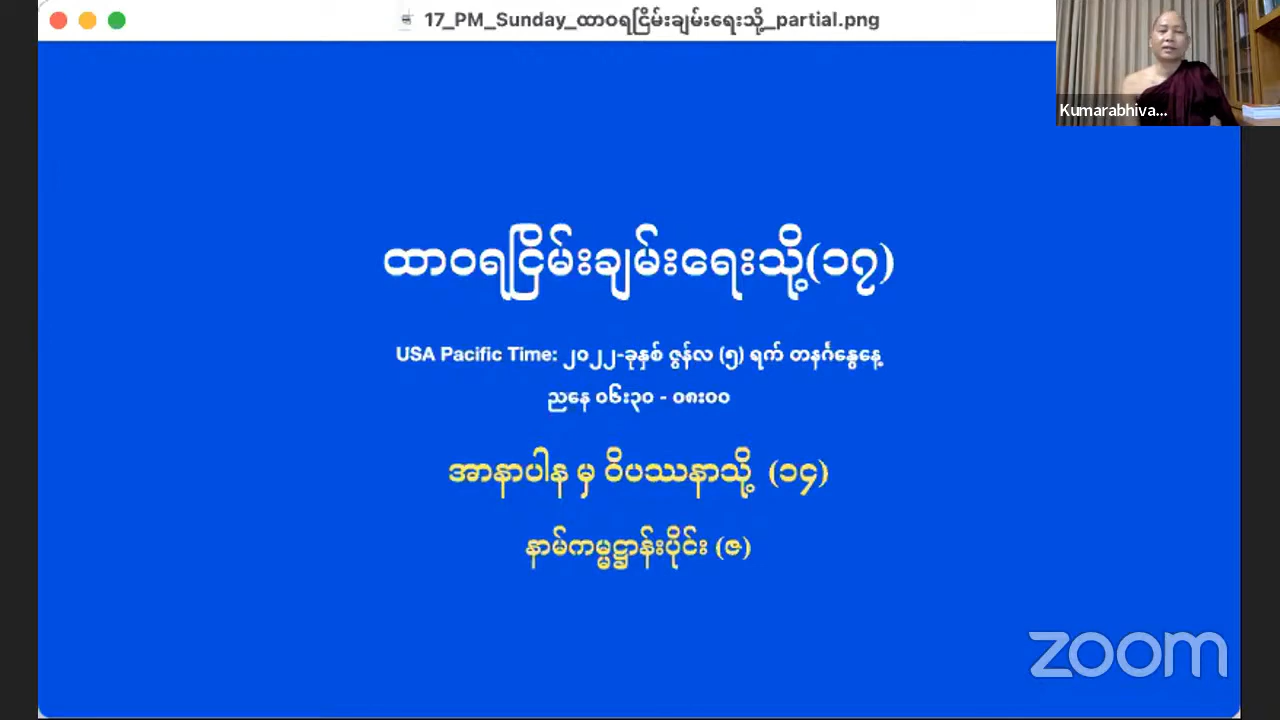 17_PM_Sunday_ထာဝရငြိမ်းချမ်းရေးသို့_partial.png
Kumarabhiva...
ထာဝရငြိမ်းချမ်းရေးသို့(၁၇)
USA Pacific Time: ၂၀၂၂-ခုနှစ် ဇွန်လ (၅) ရက် တနင်္ဂနွေနေ့
ညနေ ၀၆း၃၀ - ၀၈း၀၀
အာနာပါန မှ ဝိပဿနာသို့ (၁၄)
နာမ်ကမ္မဋ္ဌာန်းပိုင်း (ဇ)
zoom